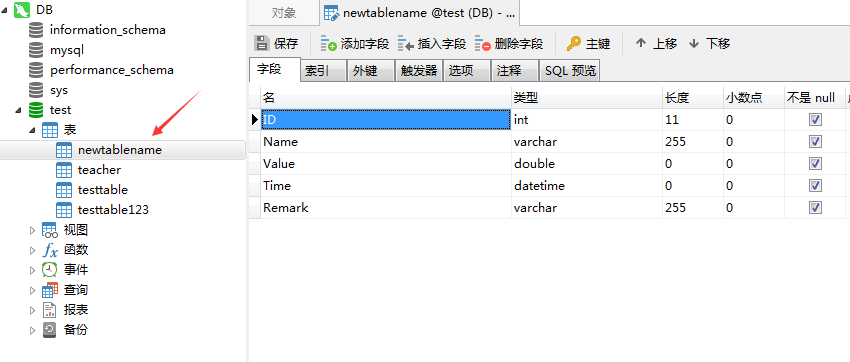 DB
information_schema
mysql
performance_schema
sys
test
表
newtablename
teacher
testtable
testtable123
视图
函数
事件
查询
报表
备份
对象 newtablename @test (DB) - ...
保存 添加字段 插入字段 删除字段 主键 上移 下移
字段 索引 外键 触发器 选项 注释 SQL 预览
名 类型 长度 小数点 不是 null
ID int 11 0
Name varchar 255 0
Value double 0 0
Time datetime 0 0
Remark varchar 255 0